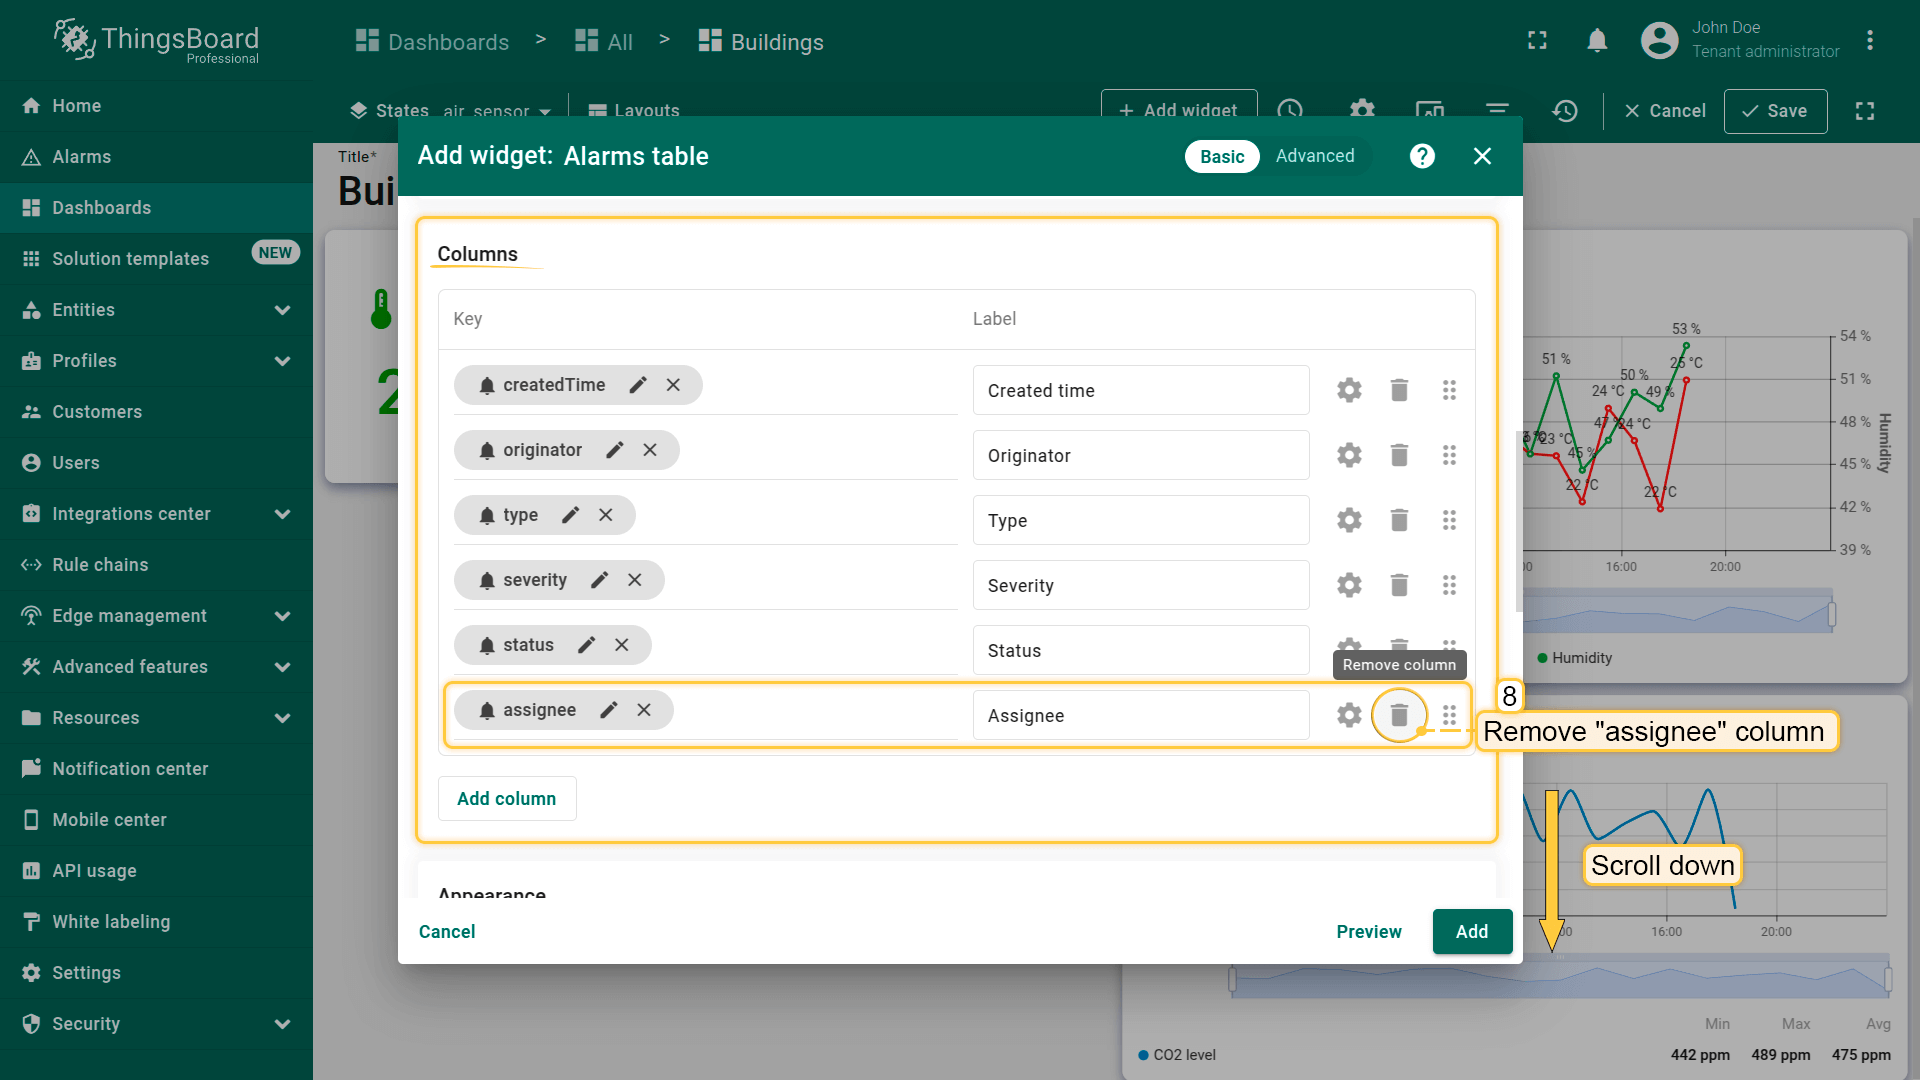 ThingsBoard
Professional
Dashboards > All > Buildings
John Doe
Tenant administrator
Home
Alarms
Dashboards
Solution templates NEW
Entities
Profiles
Customers
Users
Integrations center
Rule chains
Edge management
Advanced features
Resources
Notification center
Mobile center
API usage
White labeling
Settings
Security
States air_sensor Layouts
+ Add widget
Cancel Save
Title*
Bui
Add widget: Alarms table
Basic Advanced
Columns
Key Label
createdTime Created time
originator Originator
type Type
severity Severity
status Status
Remove column
assignee Assignee
8
Remove "assignee" column
Add column
Appearance
Cancel Preview Add
Scroll down
53 %
51 %
25 °C
50 %
24 °C
49 %
47 %
24 °C
23 °C
45 %
22 °C
22 °C
54 %
51 %
48 %
45 %
42 %
39 %
Humidity
16:00 20:00
Humidity
16:00 20:00
Min Max Avg
CO2 level 442 ppm 489 ppm 475 ppm